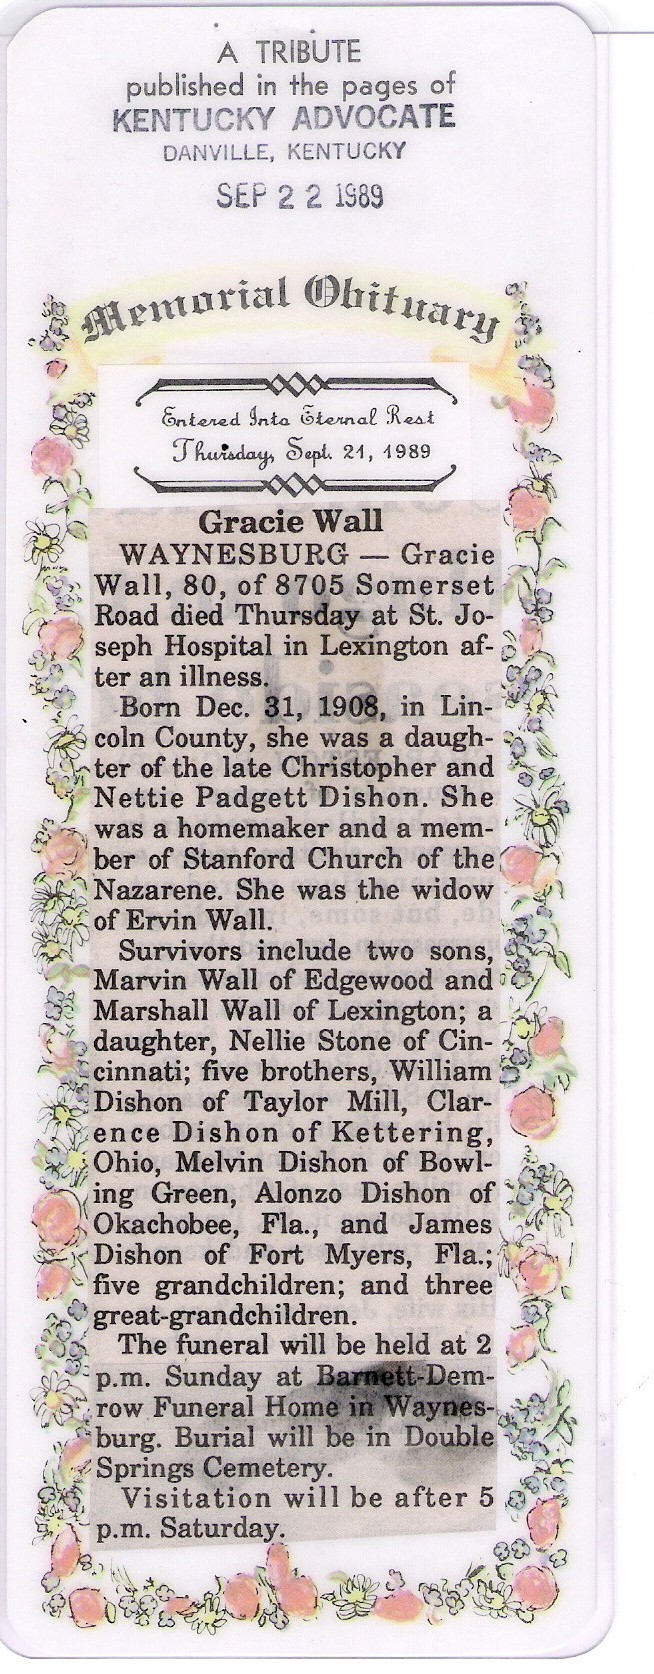 A TRIBUTE
published in the pages of
KENTUCKY ADVOCATE
DANVILLE, KENTUCKY
SEP 22 1989
Memorial Obituary
Entered Into Eternal Rest
Thursday, Sept. 21, 1989
Gracie Wall
WAYNESBURG — Gracie
Wall, 80, of 8705 Somerset
Road died Thursday at St. Jo-
seph Hospital in Lexington af-
ter an illness.
Born Dec. 31, 1908, in Lin-
coln County, she was a daugh-
ter of the late Christopher and
Nettie Padgett Dishon. She
was a homemaker and a mem-
ber of Stanford Church of the
Nazarene. She was the widow
of Ervin Wall.
Survivors include two sons,
Marvin Wall of Edgewood and
Marshall Wall of Lexington; a
daughter, Nellie Stone of Cin-
cinnati; five brothers, William
Dishon of Taylor Mill, Clar-
ence Dishon of Kettering,
Ohio, Melvin Dishon of Bowl-
ing Green, Alonzo Dishon of
Okachobee, Fla., and James
Dishon of Fort Myers, Fla.;
five grandchildren; and three
great-grandchildren.
The funeral will be held at 2
p.m. Sunday at Barnett-Dem-
row Funeral Home in Waynes-
burg. Burial will be in Double
Springs Cemetery.
Visitation will be after 5
p.m. Saturday.